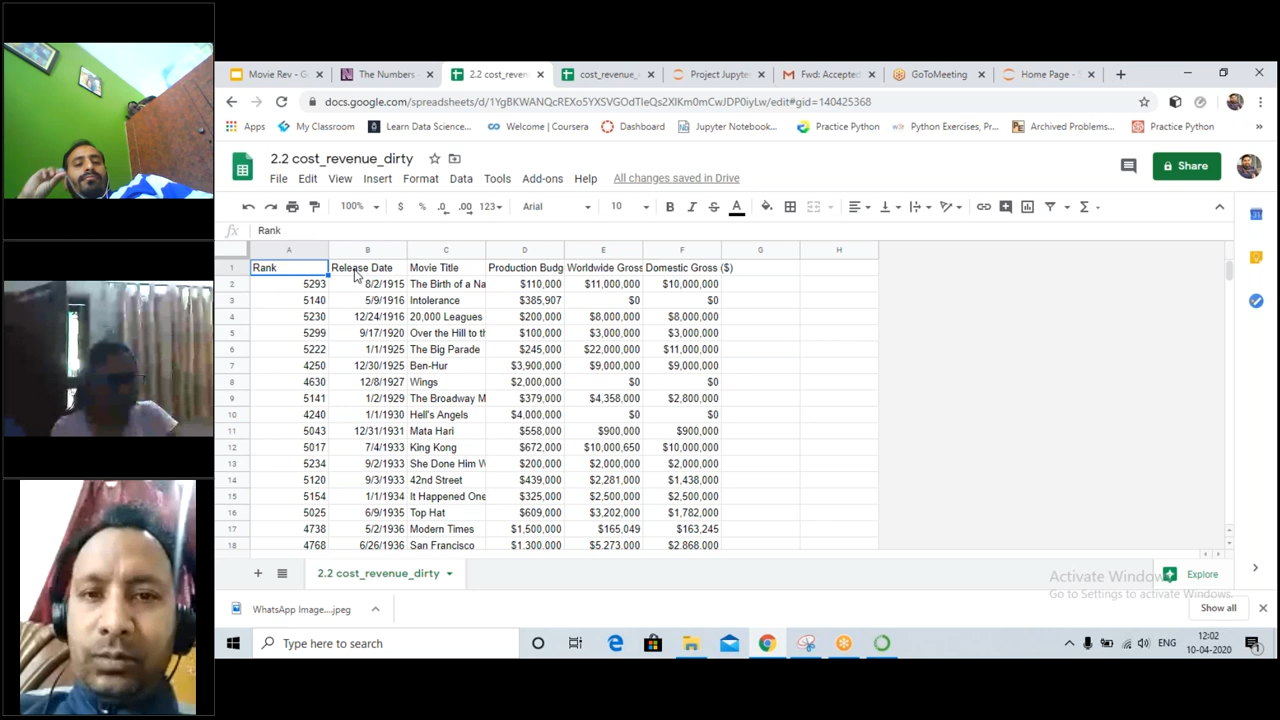 Movie Rev - G
The Numbers
2.2 cost_reven
cost_revenue_
Project Jupyte
Fwd: Accepted
GoToMeeting
Home Page - S
docs.google.com/spreadsheets/d/1YgBKWANQcREXo5YXSVGOdTIeQs2XIKm0mCwJDP0iyLw/edit#gid=140425368
Apps
My Classroom
Learn Data Science...
Welcome | Coursera
Dashboard
Jupyter Notebook...
Practice Python
Python Exercises, Pr...
Archived Problems...
Practice Python
2.2 cost_revenue_dirty
File Edit View Insert Format Data Tools Add-ons Help All changes saved in Drive
Share
100% $ % .0 .00 123 Arial 10 B I S A
fx Rank
A B C D E F G H
1 Rank Release Date Movie Title Production Budg Worldwide Gross Domestic Gross ($)
2 5293 8/2/1915 The Birth of a Na $110,000 $11,000,000 $10,000,000
3 5140 5/9/1916 Intolerance $385,907 $0 $0
4 5230 12/24/1916 20,000 Leagues $200,000 $8,000,000 $8,000,000
5 5299 9/17/1920 Over the Hill to th $100,000 $3,000,000 $3,000,000
6 5222 1/1/1925 The Big Parade $245,000 $22,000,000 $11,000,000
7 4250 12/30/1925 Ben-Hur $3,900,000 $9,000,000 $9,000,000
8 4630 12/8/1927 Wings $2,000,000 $0 $0
9 5141 1/2/1929 The Broadway M $379,000 $4,358,000 $2,800,000
10 4240 1/1/1930 Hell's Angels $4,000,000 $0 $0
11 5043 12/31/1931 Mata Hari $558,000 $900,000 $900,000
12 5017 7/4/1933 King Kong $672,000 $10,000,650 $10,000,000
13 5234 9/2/1933 She Done Him W $200,000 $2,000,000 $2,000,000
14 5120 9/3/1933 42nd Street $439,000 $2,281,000 $1,438,000
15 5154 1/1/1934 It Happened One $325,000 $2,500,000 $2,500,000
16 5025 6/9/1935 Top Hat $609,000 $3,202,000 $1,782,000
17 4738 5/2/1936 Modern Times $1,500,000 $165,049 $163,245
18 4768 6/26/1936 San Francisco $1,300,000 $5,273,000 $2,868,000
2.2 cost_revenue_dirty
Explore
Activate Windows
Go to Settings to activate Windows.
WhatsApp Image....jpeg
Show all
Type here to search
ENG
12:02
10-04-2020